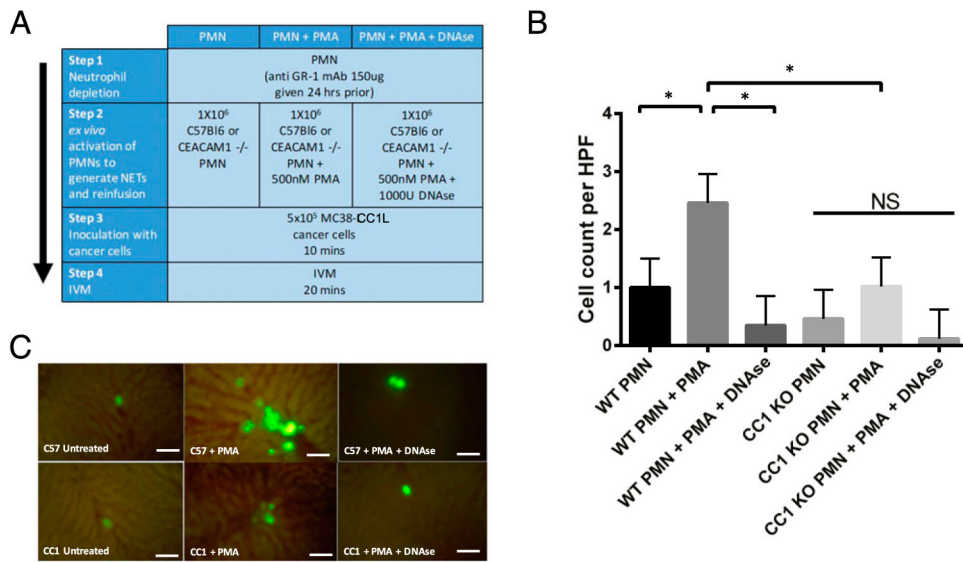 A
PMN
PMN + PMA
PMN + PMA + DNAse
Step 1
Neutrophil
depletion
PMN
(anti GR-1 mAb 150ug
given 24 hrs prior)
Step 2
ex vivo
activation of
PMNs to
generate NETs
and reinfusion
1X10⁶
C57Bl6 or
CEACAM1 -/-
PMN
1X10⁶
C57Bl6 or
CEACAM1 -/-
PMN +
500nM PMA
1X10⁶
C57Bl6 or
CEACAM1 -/-
PMN +
500nM PMA +
1000U DNAse
Step 3
Inoculation with
cancer cells
5x10⁵ MC38-CC1L
cancer cells
10 mins
Step 4
IVM
IVM
20 mins
B
Cell count per HPF
4
3
2
1
0
*
*
*
NS
WT PMN
WT PMN + PMA
WT PMN + PMA + DNAse
CC1 KO PMN
CC1 KO PMN + PMA
CC1 KO PMN + PMA + DNAse
C
C57 Untreated
C57 + PMA
C57 + PMA + DNAse
CC1 Untreated
CC1 + PMA
CC1 + PMA + DNAse